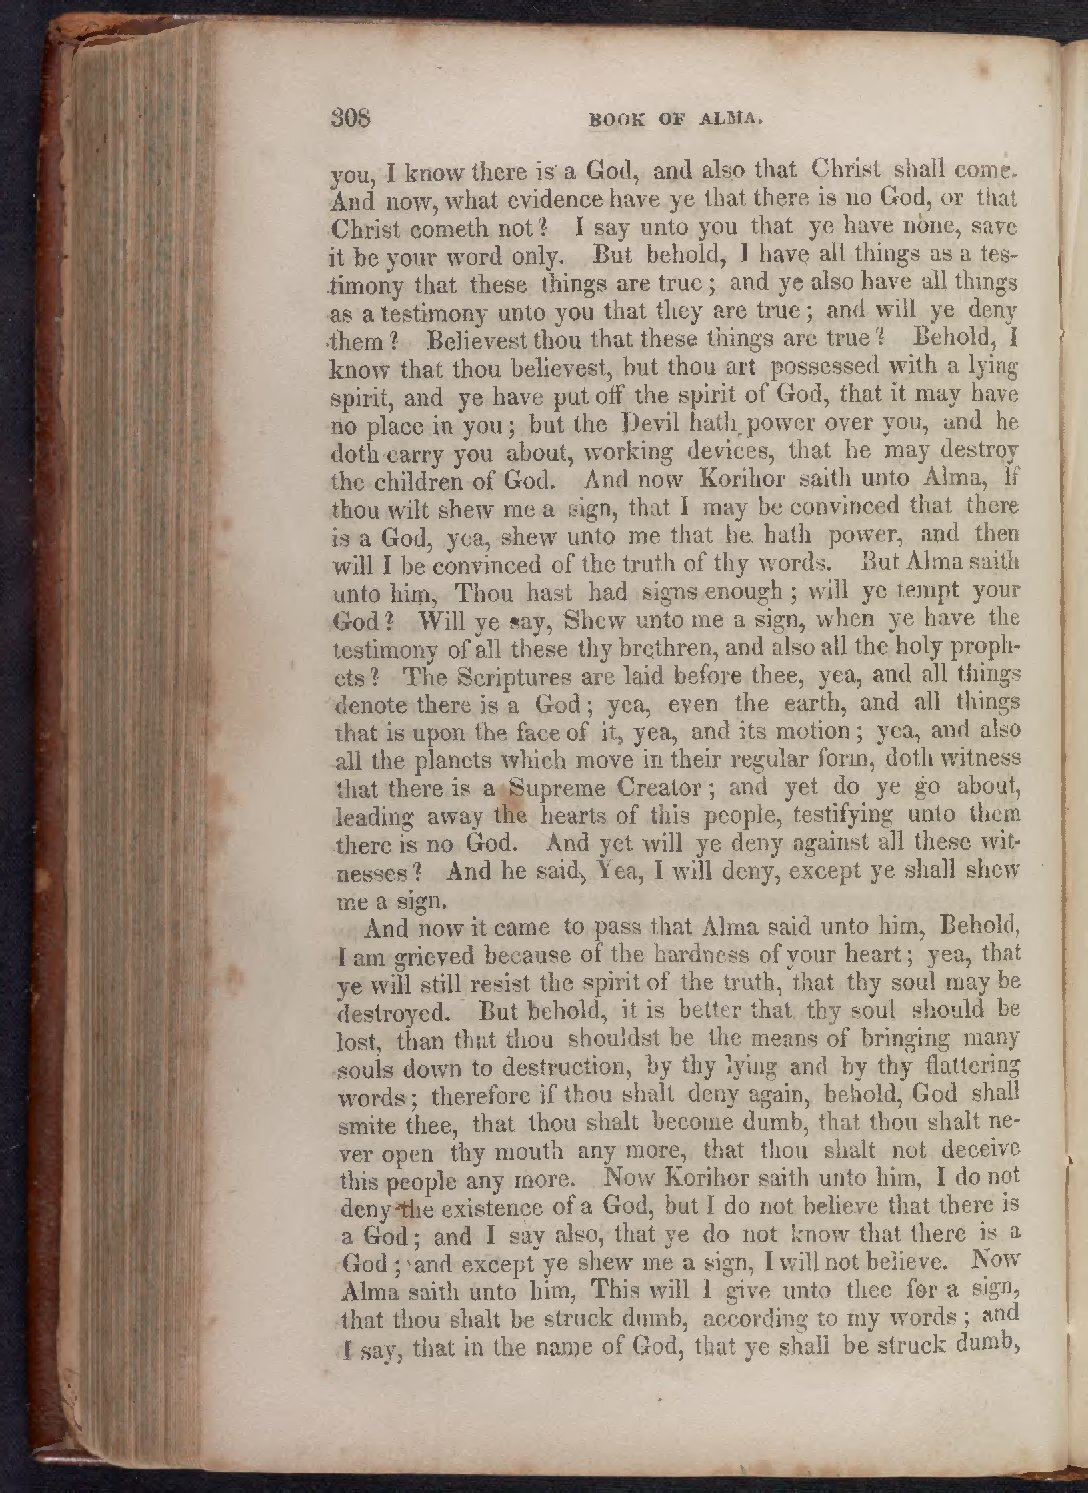 308 BOOK OF ALMA.
you, I know there is a God, and also that Christ shall come.
And now, what evidence have ye that there is no God, or that
Christ cometh not? I say unto you that ye have none, save
it be your word only. But behold, I have all things as a tes-
timony that these things are true; and ye also have all things
as a testimony unto you that they are true; and will ye deny
them? Believest thou that these things are true? Behold, I
know that thou believest, but thou art possessed with a lying
spirit, and ye have put off the spirit of God, that it may have
no place in you; but the Devil hath power over you, and he
doth carry you about, working devices, that he may destroy
the children of God. And now Korihor saith unto Alma, If
thou wilt shew me a sign, that I may be convinced that there
is a God, yea, shew unto me that he hath power, and then
will I be convinced of the truth of thy words. But Alma saith
unto him, Thou hast had signs enough; will ye tempt your
God? Will ye say, Shew unto me a sign, when ye have the
testimony of all these thy brethren, and also all the holy proph-
ets? The Scriptures are laid before thee, yea, and all things
denote there is a God; yea, even the earth, and all things
that is upon the face of it, yea, and its motion; yea, and also
all the planets which move in their regular form, doth witness
that there is a Supreme Creator; and yet do ye go about,
leading away the hearts of this people, testifying unto them
there is no God. And yet will ye deny against all these wit-
nesses? And he said, Yea, I will deny, except ye shall shew
me a sign.
And now it came to pass that Alma said unto him, Behold,
I am grieved because of the hardness of your heart; yea, that
ye will still resist the spirit of the truth, that thy soul may be
destroyed. But behold, it is better that thy soul should be
lost, than that thou shouldst be the means of bringing many
souls down to destruction, by thy lying and by thy flattering
words; therefore if thou shalt deny again, behold, God shall
smite thee, that thou shalt become dumb, that thou shalt ne-
ver open thy mouth any more, that thou shalt not deceive
this people any more. Now Korihor saith unto him, I do not
deny the existence of a God, but I do not believe that there is
a God; and I say also, that ye do not know that there is a
God; and except ye shew me a sign, I will not believe. Now
Alma saith unto him, This will I give unto thee for a sign,
that thou shalt be struck dumb, according to my words; and
I say, that in the name of God, that ye shall be struck dumb,